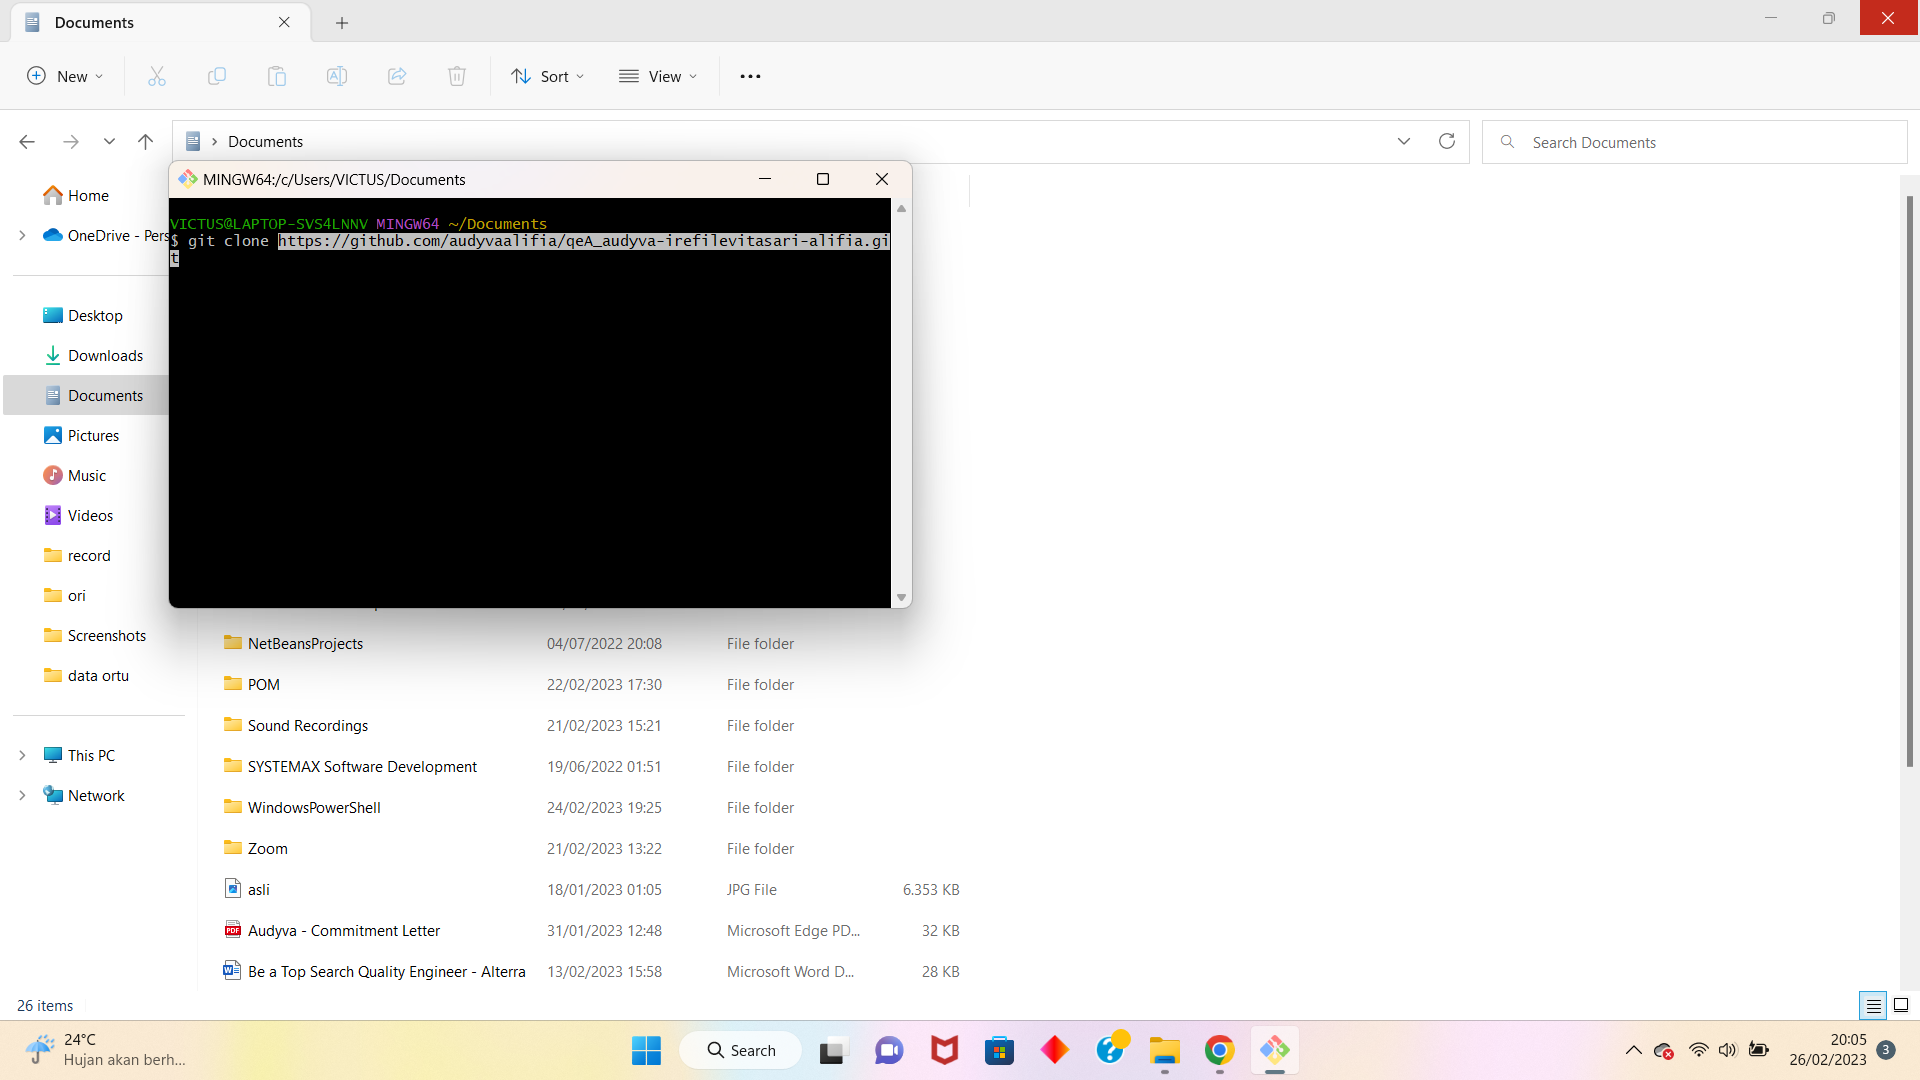 Documents
New
Sort
View
Documents
Search Documents
MINGW64:/c/Users/VICTUS/Documents
VICTUS@LAPTOP-SVS4LNNV MINGW64 ~/Documents
$ git clone https://github.com/audyvaalifia/qeA_audyva-irefilevitasari-alifia.gi
t
Home
OneDrive - Pers
Desktop
Downloads
Documents
Pictures
Music
Videos
record
ori
Screenshots
data ortu
This PC
Network
NetBeansProjects 04/07/2022 20:08 File folder
POM 22/02/2023 17:30 File folder
Sound Recordings 21/02/2023 15:21 File folder
SYSTEMAX Software Development 19/06/2022 01:51 File folder
WindowsPowerShell 24/02/2023 19:25 File folder
Zoom 21/02/2023 13:22 File folder
asli 18/01/2023 01:05 JPG File 6.353 KB
Audyva - Commitment Letter 31/01/2023 12:48 Microsoft Edge PD... 32 KB
Be a Top Search Quality Engineer - Alterra 13/02/2023 15:58 Microsoft Word D... 28 KB
26 items
24°C
Hujan akan berh...
Search
20:05
26/02/2023
3